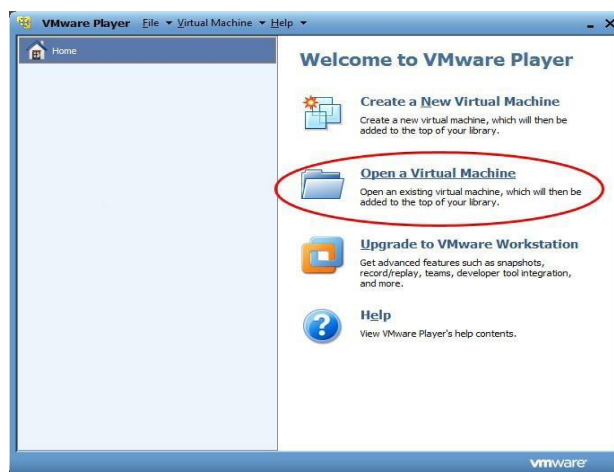 VMware Player File Virtual Machine Help
Home
Welcome to VMware Player
Create a New Virtual Machine
Create a new virtual machine, which will then be
added to the top of your library.
Open a Virtual Machine
Open an existing virtual machine, which will then be
added to the top of your library.
Upgrade to VMware Workstation
Get advanced features such as snapshots,
record/replay, teams, developer tool integration,
and more.
Help
View VMware Player's help contents.
vmware